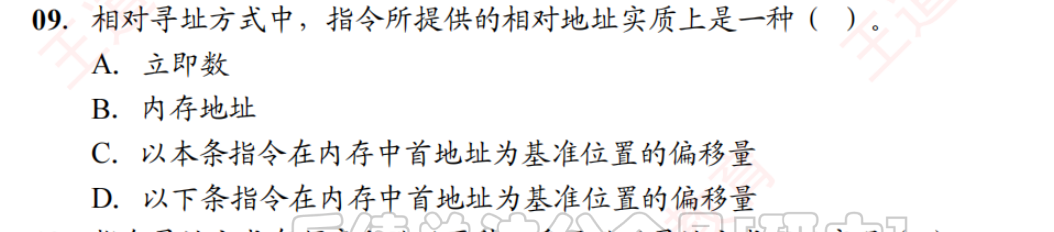 09. 相对寻址方式中，指令所提供的相对地址实质上是一种（ ）。
A. 立即数
B. 内存地址
C. 以本条指令在内存中首地址为基准位置的偏移量
D. 以下条指令在内存中首地址为基准位置的偏移量